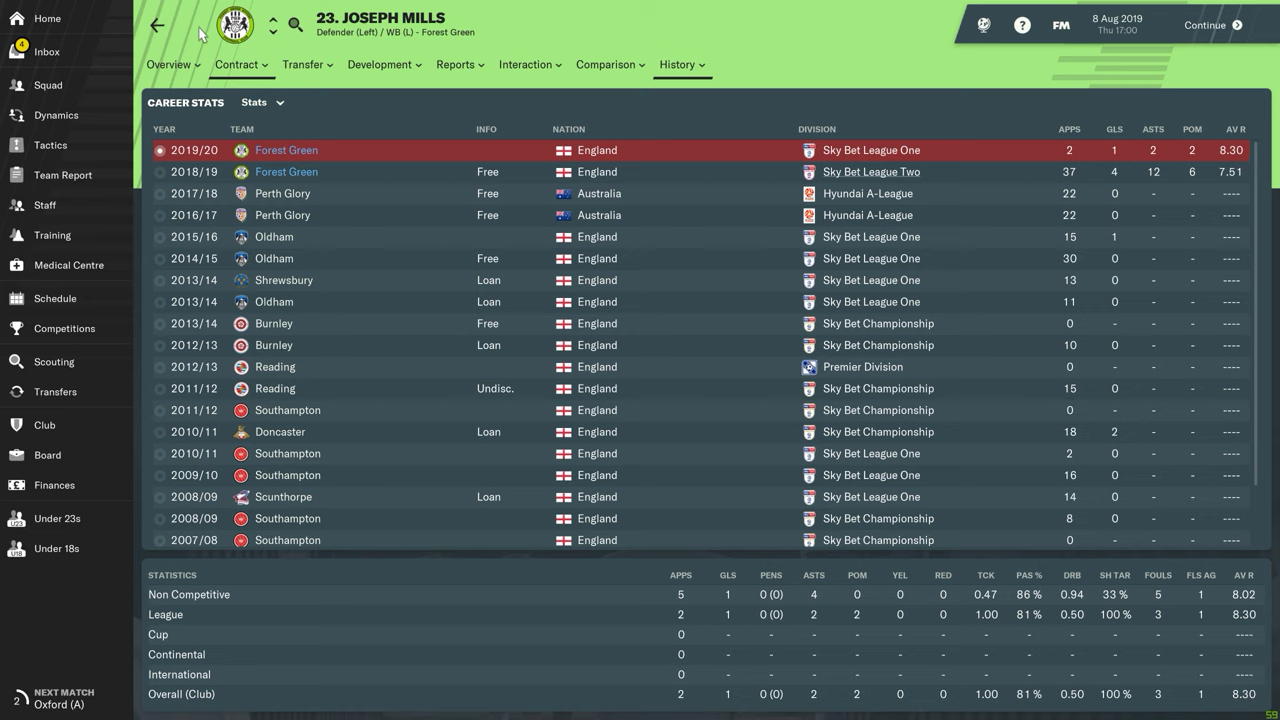 Home
4
Inbox
Squad
Dynamics
Tactics
Team Report
Staff
Training
Medical Centre
Schedule
Competitions
Scouting
Transfers
Club
Board
Finances
U23 Under 23s
U18 Under 18s
2 NEXT MATCH
Oxford (A)
23. JOSEPH MILLS
Defender (Left) / WB (L) - Forest Green
? FM 8 Aug 2019
Thu 17:00
Continue
Overview Contract Transfer Development Reports Interaction Comparison History
CAREER STATS Stats
YEAR TEAM INFO NATION DIVISION APPS GLS ASTS POM AV R
2019/20 Forest Green England Sky Bet League One 2 1 2 2 8.30
2018/19 Forest Green Free England Sky Bet League Two 37 4 12 6 7.51
2017/18 Perth Glory Free Australia Hyundai A-League 22 0 - - ----
2016/17 Perth Glory Free Australia Hyundai A-League 22 0 - - ----
2015/16 Oldham England Sky Bet League One 15 1 - - ----
2014/15 Oldham Free England Sky Bet League One 30 0 - - ----
2013/14 Shrewsbury Loan England Sky Bet League One 13 0 - - ----
2013/14 Oldham Loan England Sky Bet League One 11 0 - - ----
2013/14 Burnley Free England Sky Bet Championship 0 - - - ----
2012/13 Burnley Loan England Sky Bet Championship 10 0 - - ----
2012/13 Reading England Premier Division 0 - - - ----
2011/12 Reading Undisc. England Sky Bet Championship 15 0 - - ----
2011/12 Southampton England Sky Bet Championship 0 - - - ----
2010/11 Doncaster Loan England Sky Bet Championship 18 2 - - ----
2010/11 Southampton England Sky Bet League One 2 0 - - ----
2009/10 Southampton England Sky Bet League One 16 0 - - ----
2008/09 Scunthorpe Loan England Sky Bet League One 14 0 - - ----
2008/09 Southampton England Sky Bet Championship 8 0 - - ----
2007/08 Southampton England Sky Bet Championship 0 - - - ----
STATISTICS APPS GLS PENS ASTS POM YEL RED TCK PAS % DRB SH TAR FOULS FLS AG AV R
Non Competitive 5 1 0 (0) 4 0 0 0 0.47 86 % 0.94 33 % 5 1 8.02
League 2 1 0 (0) 2 2 0 0 1.00 81 % 0.50 100 % 3 1 8.30
Cup 0 - - - - - - - - - - - - ----
Continental 0 - - - - - - - - - - - - ----
International 0 - - - - - - - - - - - - ----
Overall (Club) 2 1 0 (0) 2 2 0 0 1.00 81 % 0.50 100 % 3 1 8.30
59